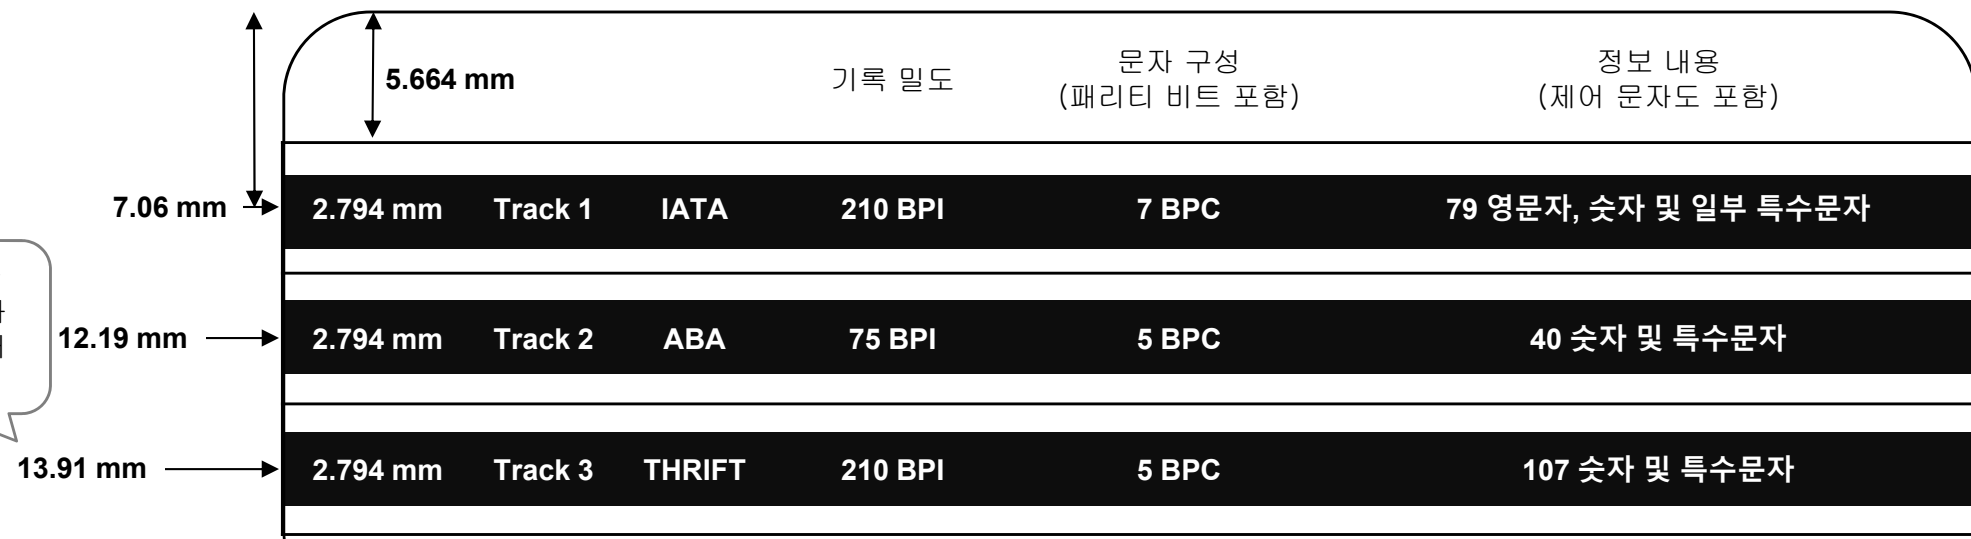 5.664 mm
기록 밀도
문자 구성
(패리티 비트 포함)
정보 내용
(제어 문자도 포함)
7.06 mm 2.794 mm Track 1 IATA 210 BPI 7 BPC 79 영문자, 숫자 및 일부 특수문자
12.19 mm 2.794 mm Track 2 ABA 75 BPI 5 BPC 40 숫자 및 특수문자
13.91 mm 2.794 mm Track 3 THRIFT 210 BPI 5 BPC 107 숫자 및 특수문자